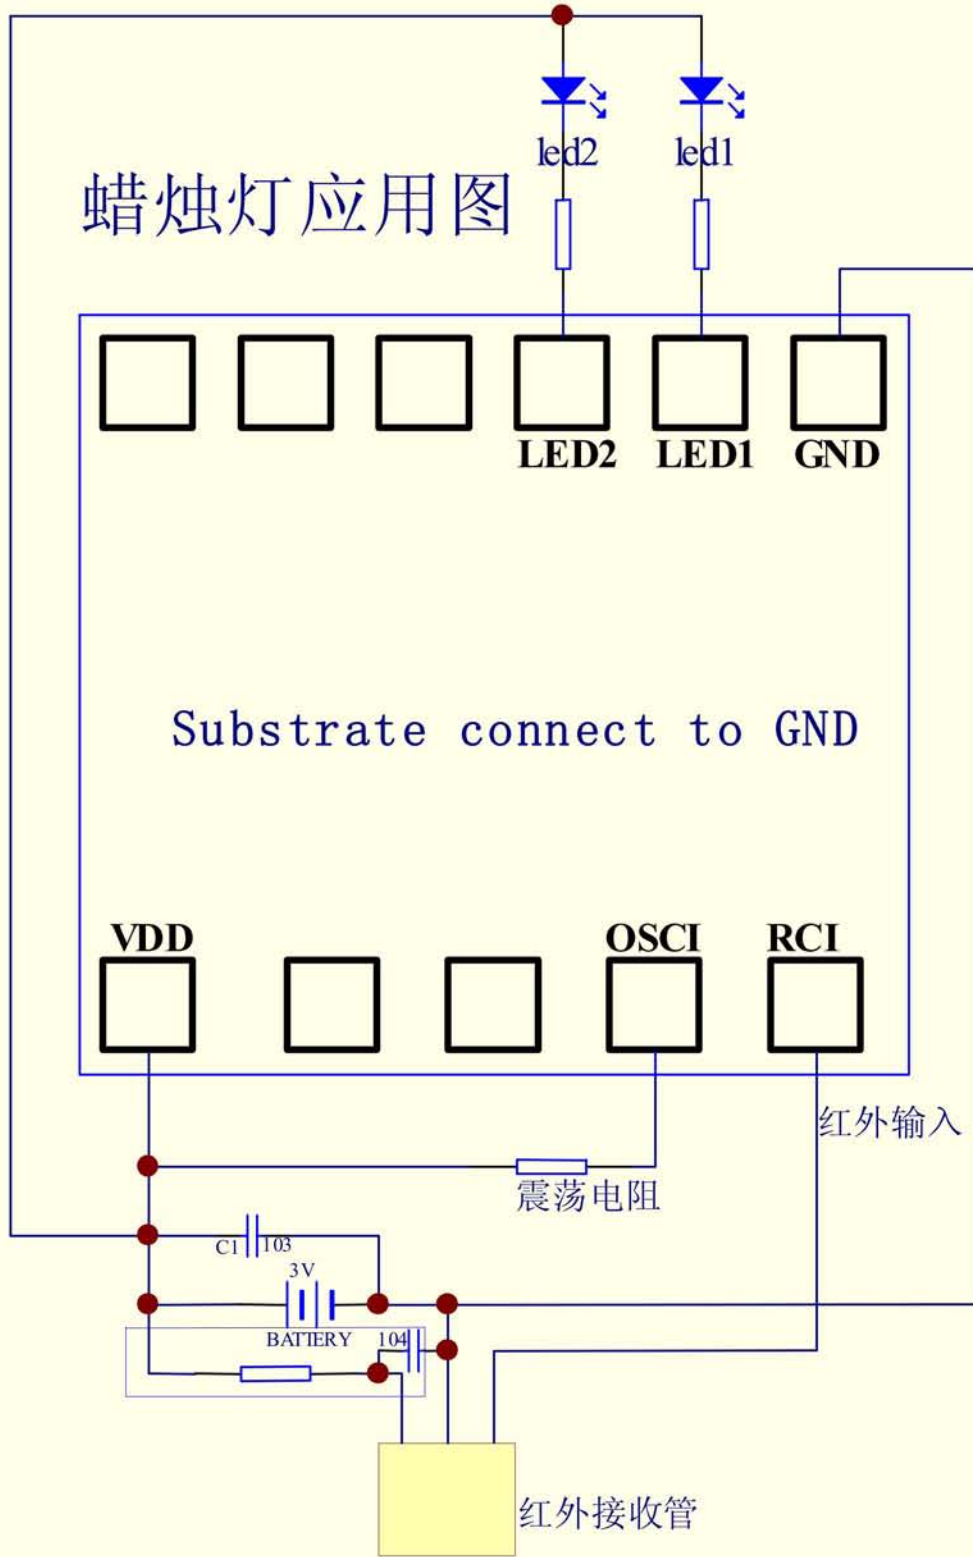 led2
led1
蜡烛灯应用图
LED2
LED1
GND
Substrate connect to GND
VDD
OSCI
RCI
红外输入
震荡电阻
C1
103
3V
BATTERY
104
红外接收管